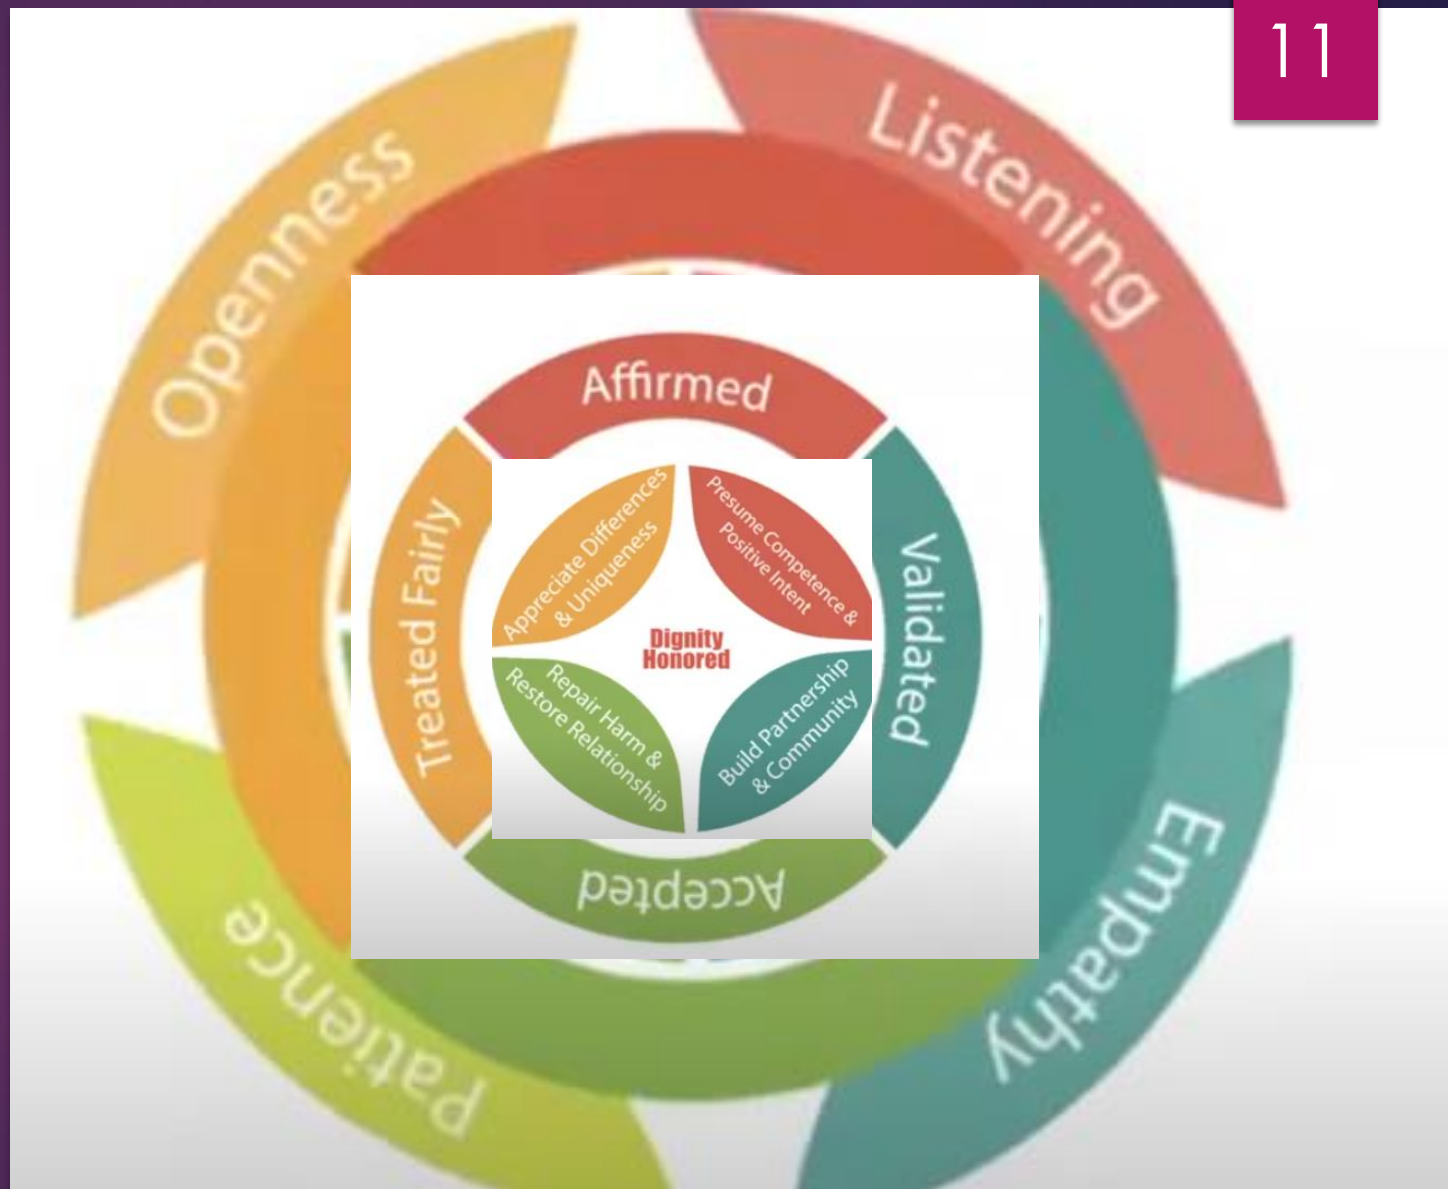 11
Openness
Listening
Empathy
Patience
Affirmed
Validated
Accepted
Treated Fairly
Appreciate Differences
& Uniqueness
Presume Competence &
Positive Intent
Build Partnership
& Community
Repair Harm &
Restore Relationship
Dignity
Honored